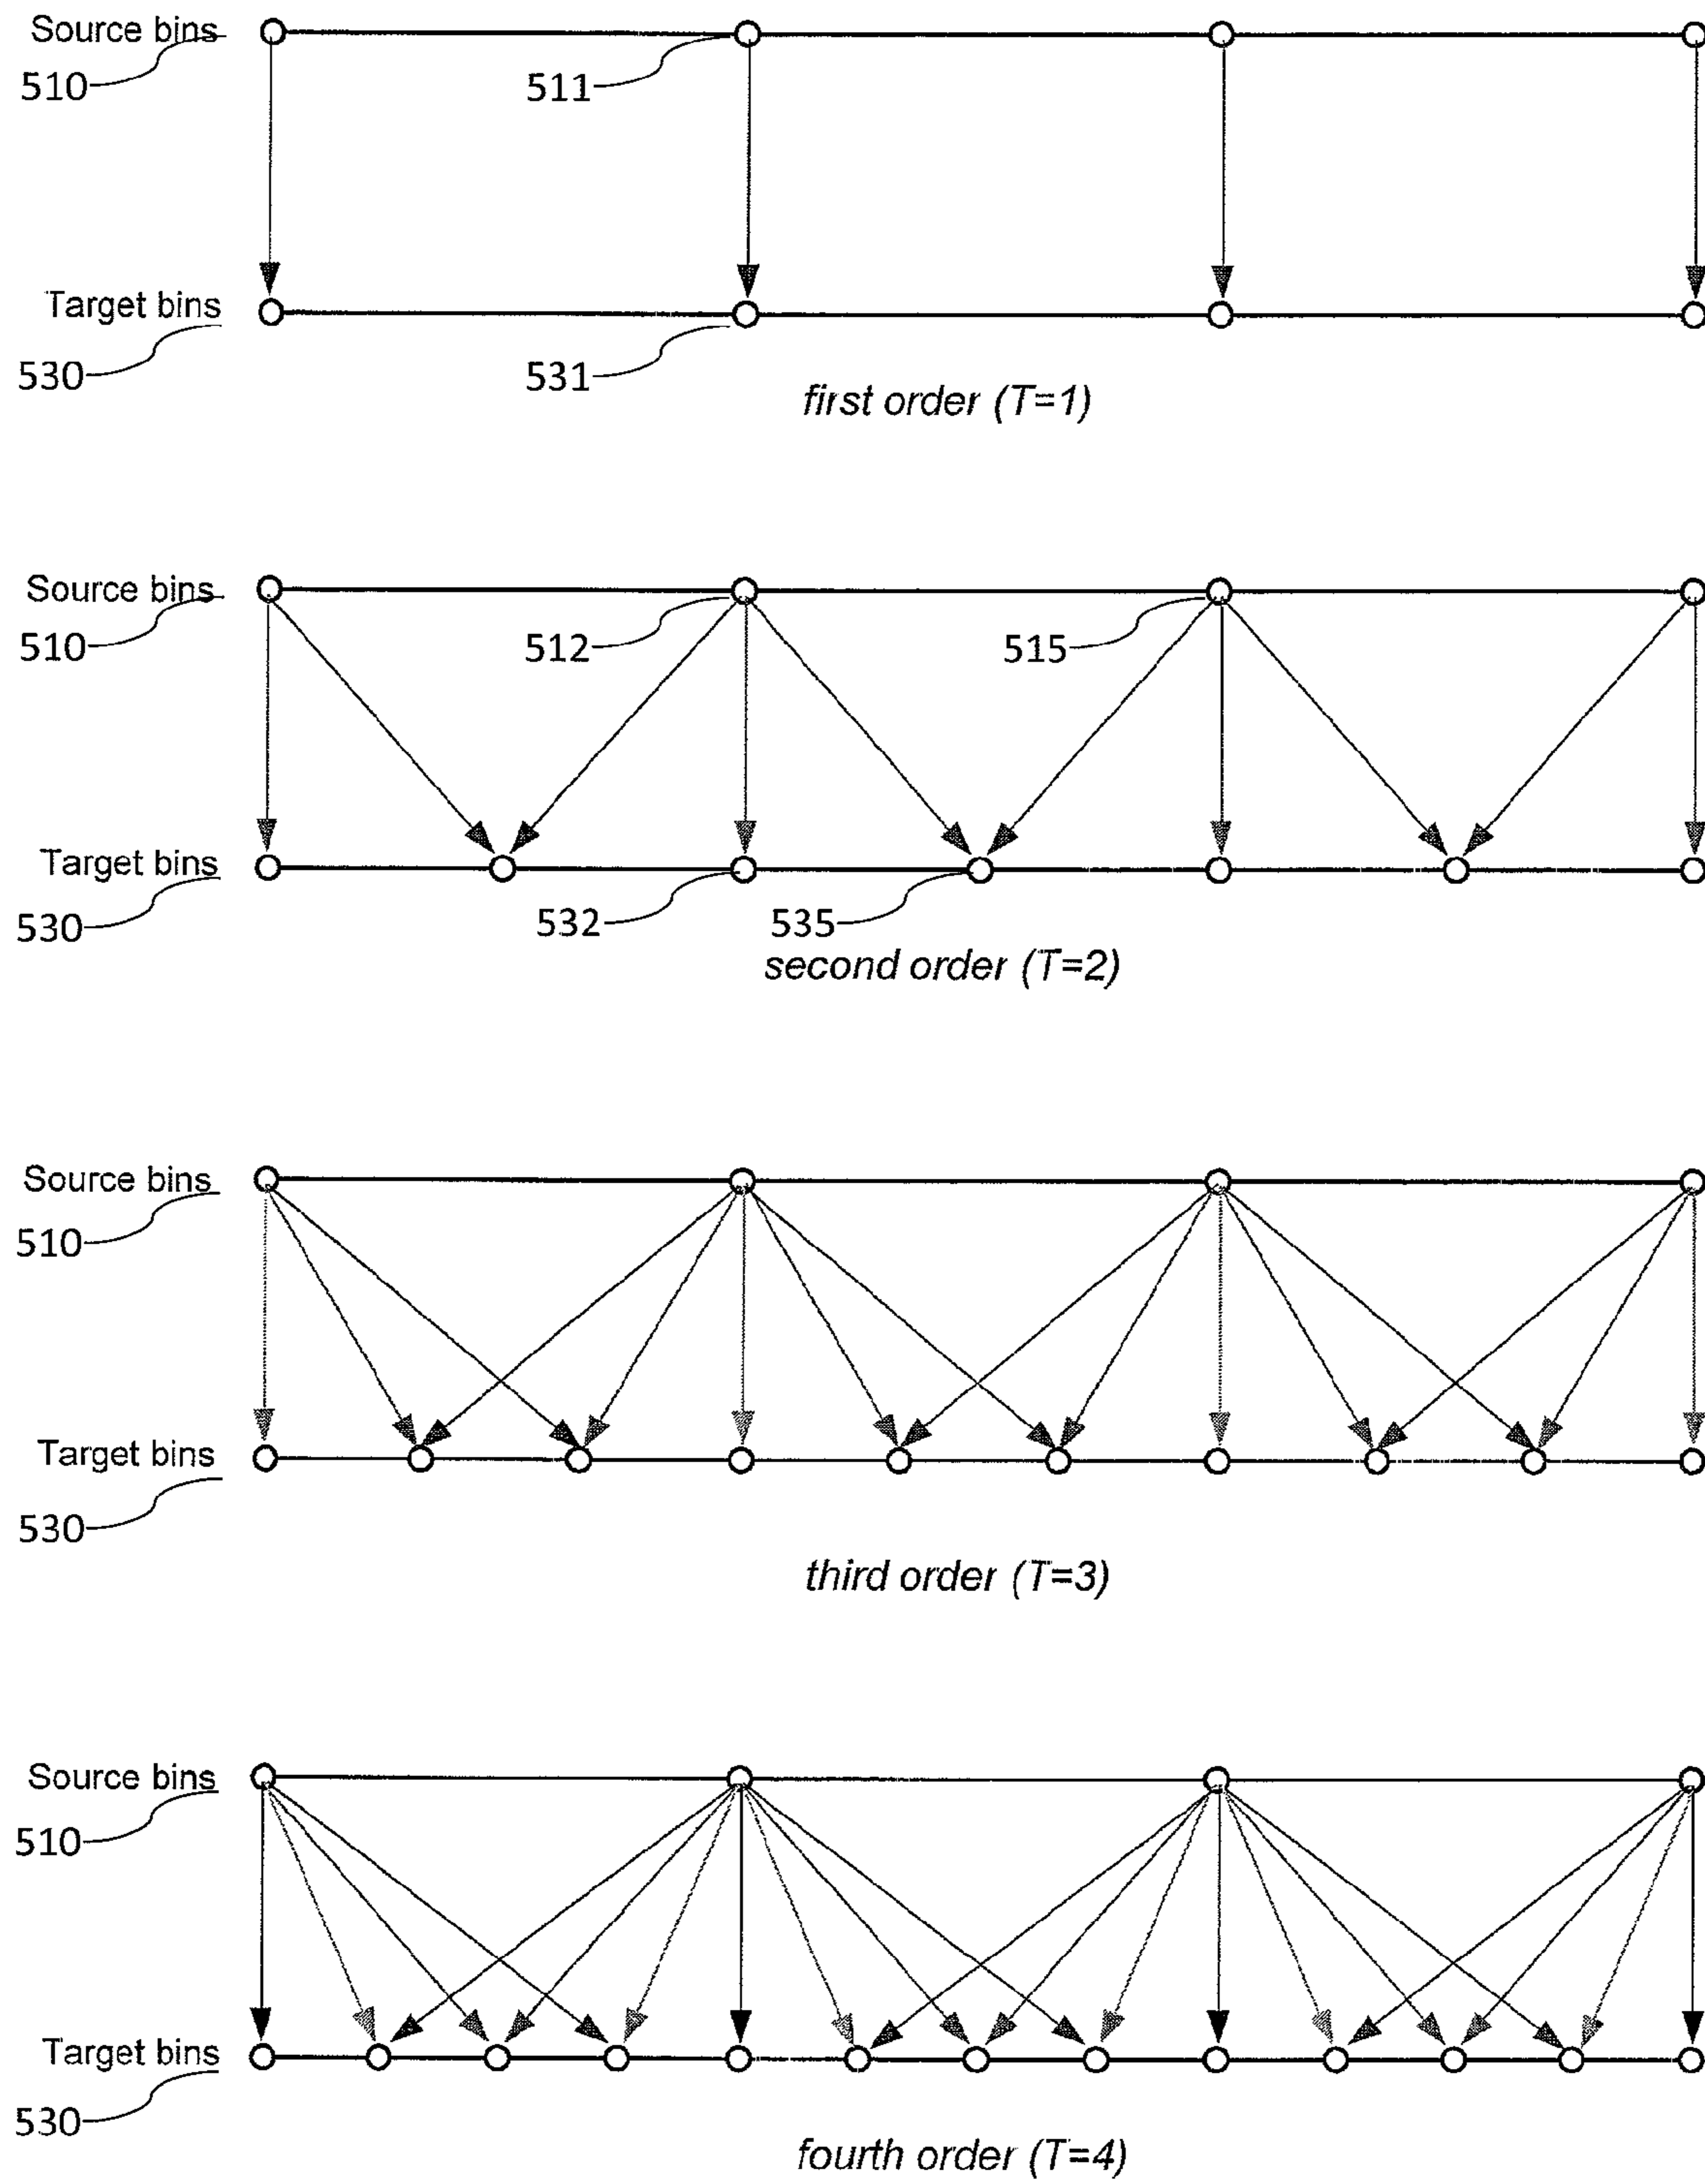 Source bins
510
511
Target bins
530
531
first order (T=1)
Source bins
510
512
515
Target bins
530
532
535
second order (T=2)
Source bins
510
Target bins
530
third order (T=3)
Source bins
510
Target bins
530
fourth order (T=4)